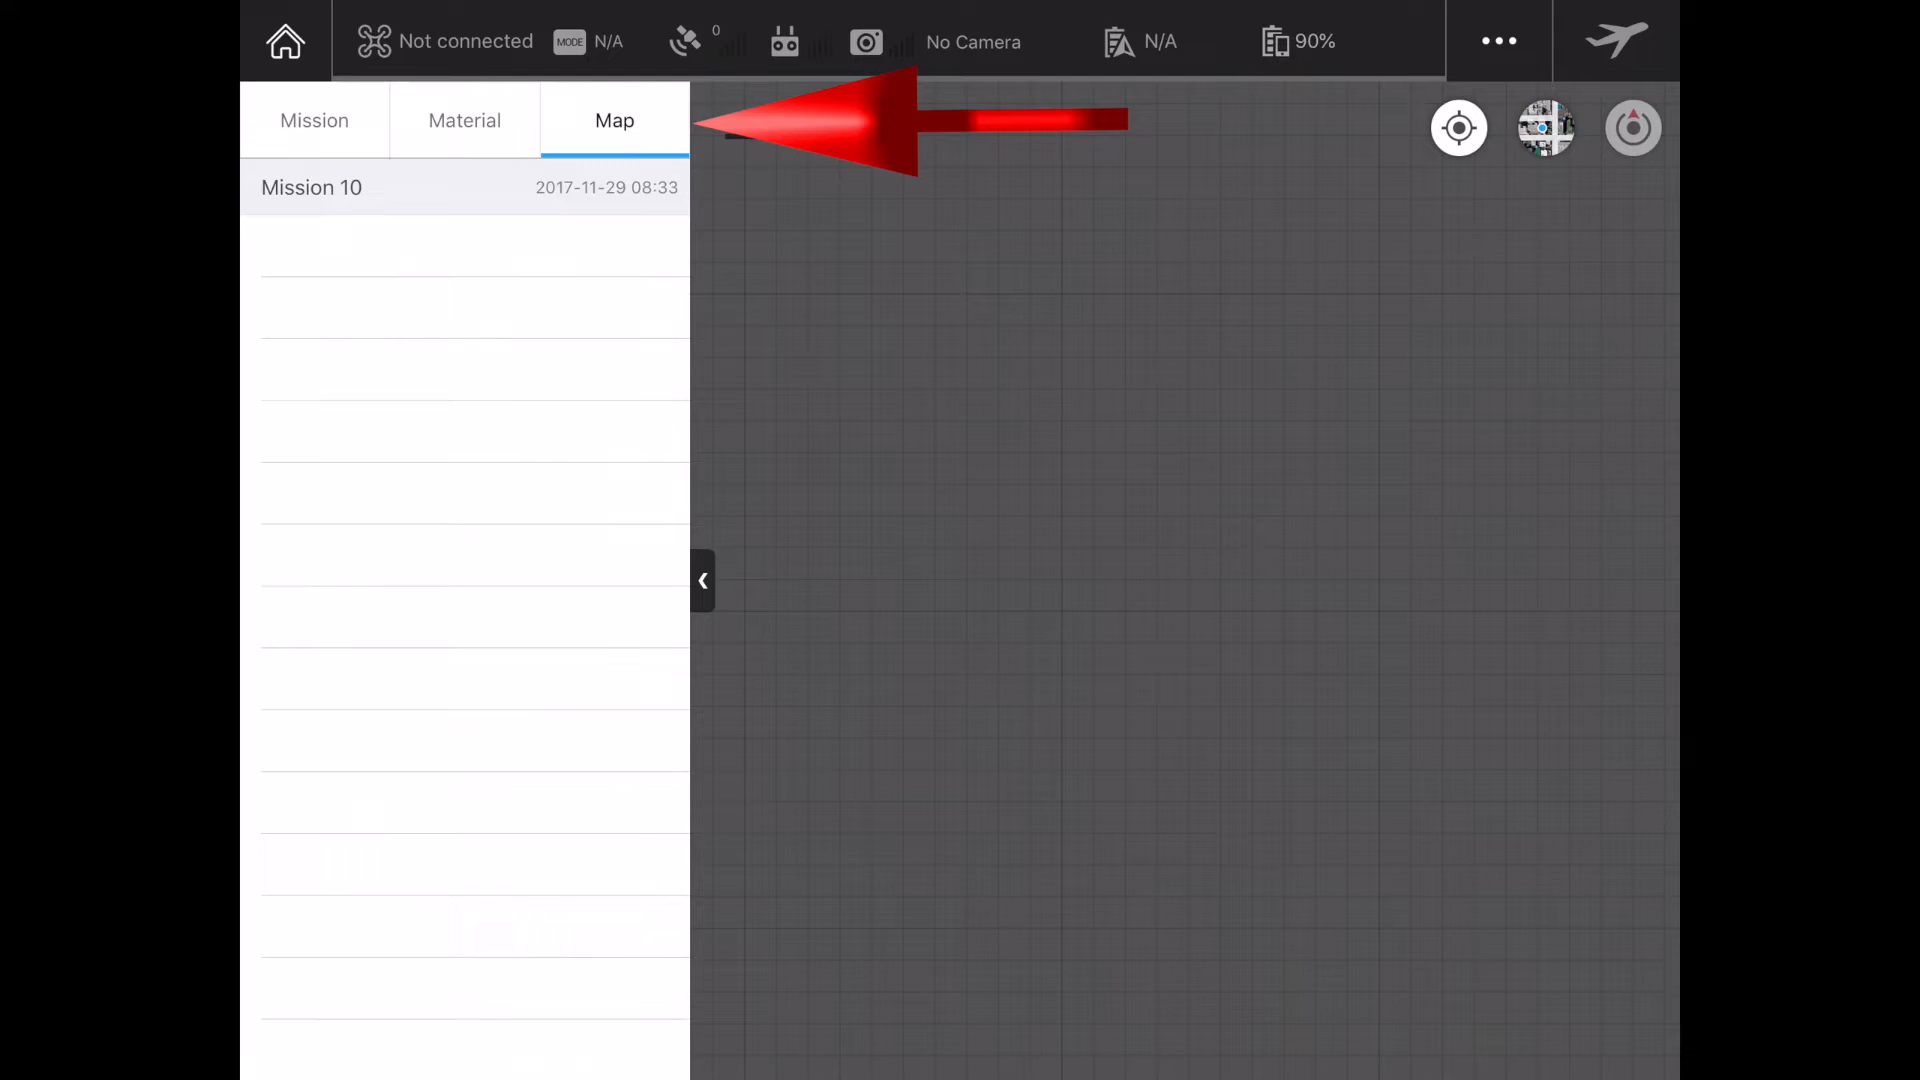 Not connected MODE N/A 0 No Camera N/A 90%
Mission Material Map
Mission 10 2017-11-29 08:33